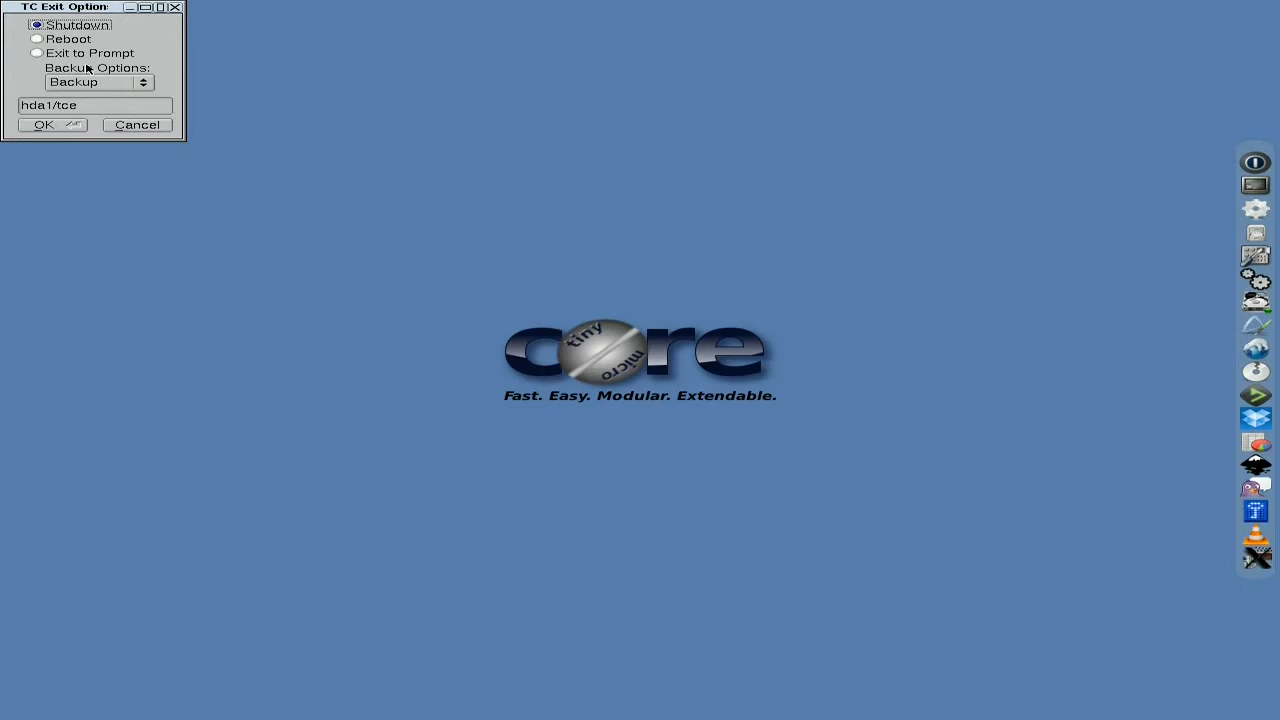 TC Exit Option:
Shutdown
Reboot
Exit to Prompt
Backup Options:
Backup
hda1/tce
OK
Cancel
core
tiny
micro
Fast. Easy. Modular. Extendable.